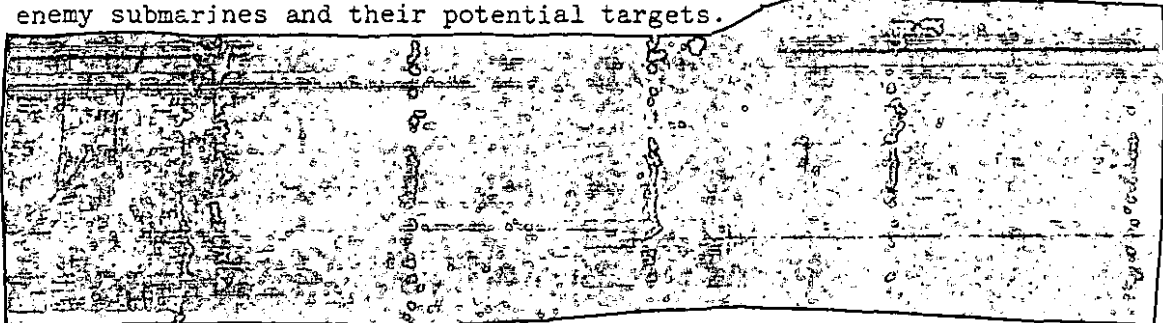 enemy submarines and their potential targets.